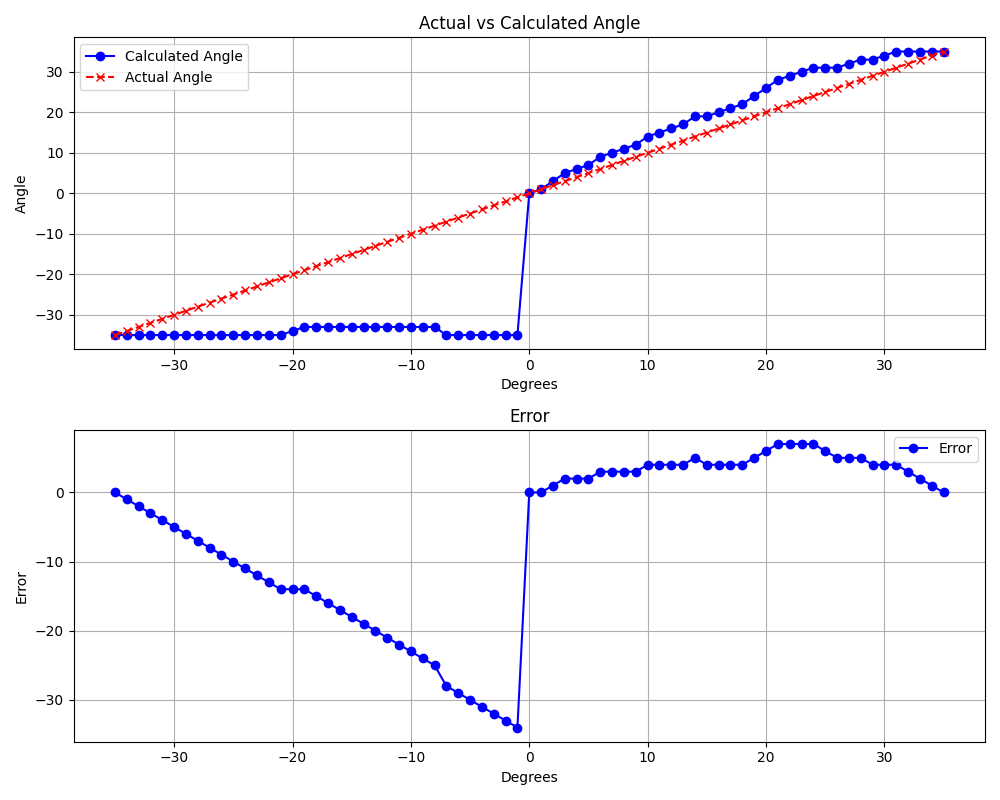 Actual vs Calculated Angle
Calculated Angle
Actual Angle
30
20
10
0
−10
−20
−30
Angle
−30 −20 −10 0 10 20 30
Degrees
Error
Error
0
−10
−20
−30
Error
−30 −20 −10 0 10 20 30
Degrees